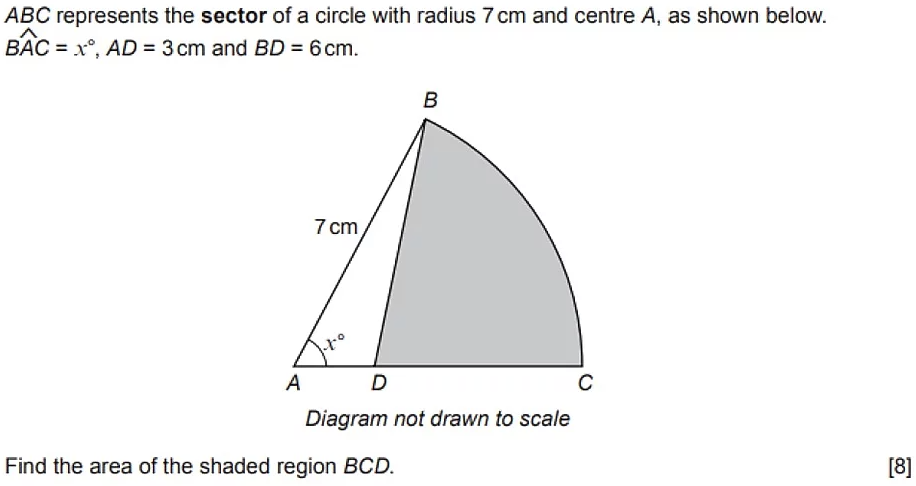 ABC represents the sector of a circle with radius 7 cm and centre A, as shown below.
BÂC = x°, AD = 3 cm and BD = 6 cm.
B
7 cm
x°
A D C
Diagram not drawn to scale
Find the area of the shaded region BCD. [8]